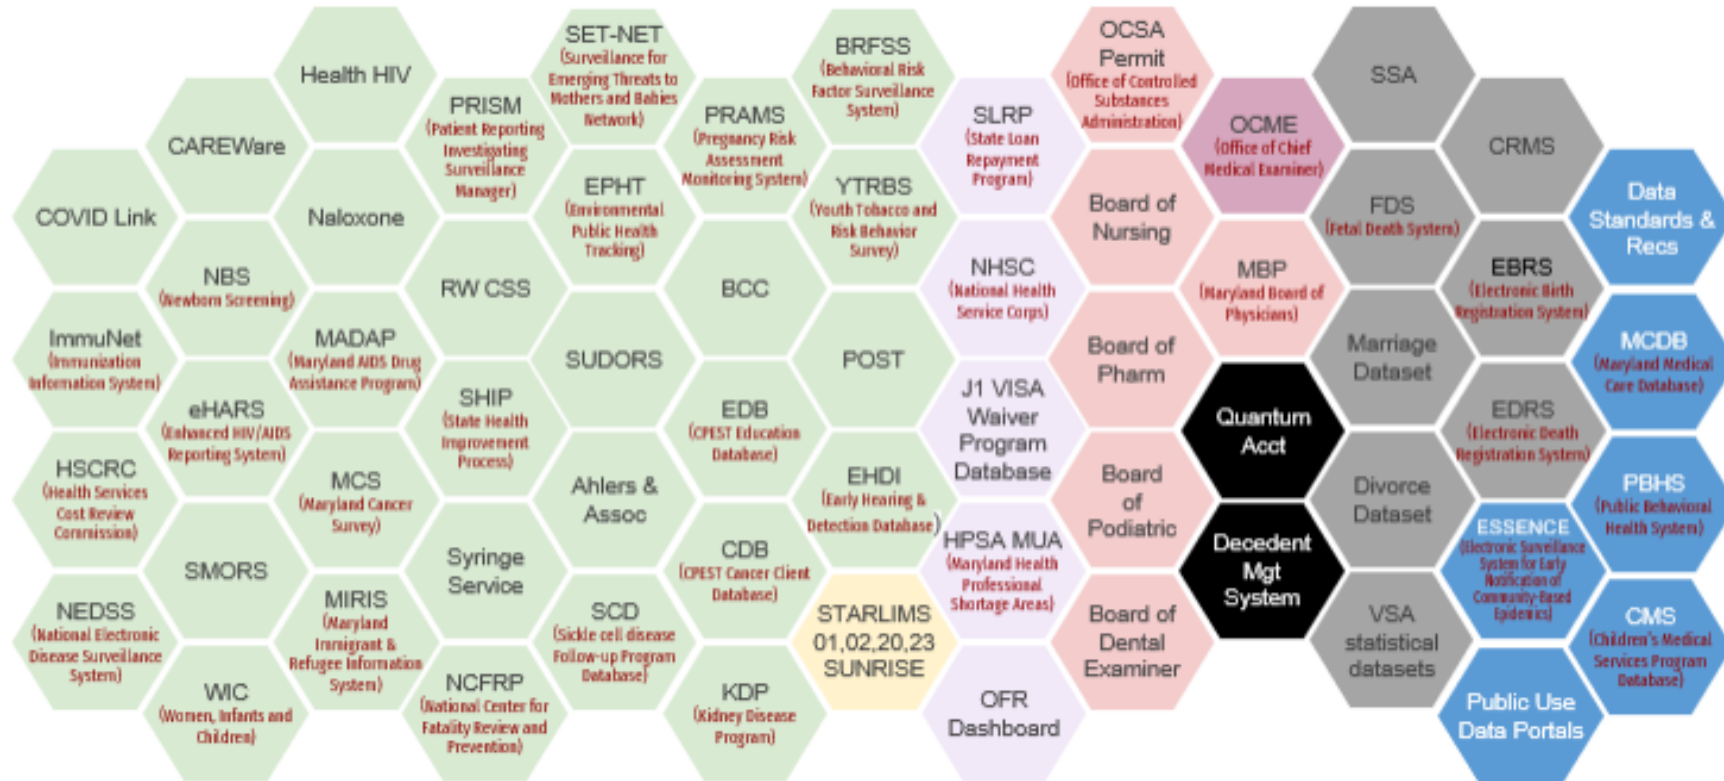 COVID Link
ImmuNet
(Immunization
Information System)
HSCRC
(Health Services
Cost Review
Commission)
NEDSS
(National Electronic
Disease Surveillance
System)
CAREWare
NBS
(Newborn Screening)
eHARS
(Enhanced HIV/AIDS
Reporting System)
SMORS
WIC
(Women, Infants and
Children)
Health HIV
Naloxone
MADAP
(Maryland AIDS Drug
Assistance Program)
MCS
(Maryland Cancer
Survey)
MIRIS
(Maryland
Immigrant &
Refugee Information
System)
PRISM
(Patient Reporting
Investigating
Surveillance
Manager)
RW CSS
SHIP
(State Health
Improvement
Process)
Syringe
Service
NCFRP
(National Center for
Fatality Review and
Prevention)
SET-NET
(Surveillance for
Emerging Threats to
Mothers and Babies
Network)
EPHT
(Environmental
Public Health
Tracking)
SUDORS
Ahlers &
Assoc
SCD
(Sickle cell disease
Follow-up Program
Database)
PRAMS
(Pregnancy Risk
Assessment
Monitoring System)
BCC
EDB
(CPEST Education
Database)
CDB
(CPEST Cancer Client
Database)
KDP
(Kidney Disease
Program)
BRFSS
(Behavioral Risk
Factor Surveillance
System)
YTRBS
(Youth Tobacco and
Risk Behavior
Survey)
POST
EHDI
(Early Hearing &
Detection Database)
STARLIMS
01,02,20,23
SUNRISE
SLRP
(State Loan
Repayment
Program)
NHSC
(National Health
Service Corps)
J1 VISA
Waiver
Program
Database
HPSA MUA
(Maryland Health
Professional
Shortage Areas)
OFR
Dashboard
OCSA
Permit
(Office of Controlled
Substances
Administration)
Board of
Nursing
Board of
Pharm
Board
of
Podiatric
Board of
Dental
Examiner
OCME
(Office of Chief
Medical Examiner)
MBP
(Maryland Board of
Physicians)
Quantum
Acct
Decedent
Mgt
System
SSA
FDS
(Fetal Death System)
Marriage
Dataset
Divorce
Dataset
VSA
statistical
datasets
CRMS
EBRS
(Electronic Birth
Registration System)
EDRS
(Electronic Death
Registration System)
ESSENCE
(Electronic Surveillance
System for Early
Notification of
Community-Based
Epidemics)
Public Use
Data Portals
Data
Standards &
Recs
MCDB
(Maryland Medical
Care Database)
PBHS
(Public Behavioral
Health System)
CMS
(Children's Medical
Services Program
Database)